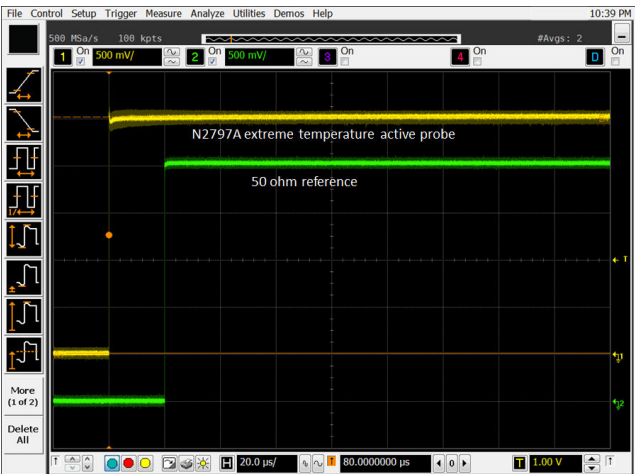 File Control Setup Trigger Measure Analyze Utilities Demos Help 10:39 PM
500 MSa/s 100 kpts #Avgs: 2
1 On 500 mV/ 2 On 500 mV/ 3 On 4 On D On
N2797A extreme temperature active probe
50 ohm reference
T
1/
1
More
(1 of 2)
2
Delete
All
H 20.0 µs/ 80.0000000 µs 0 T 1.00 V